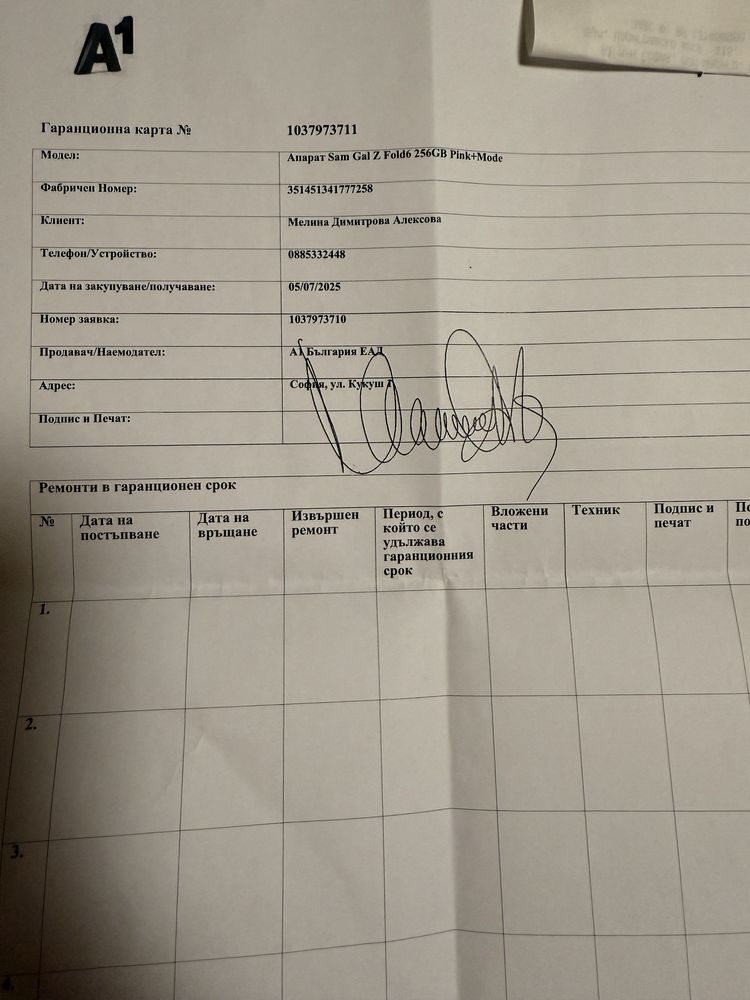 A1
Гаранционна карта № 1037973711
Модел: Апарат Sam Gal Z Fold6 256GB Pink+Mode
Фабричен Номер: 351451341777258
Клиент: Мелина Димитрова Алексова
Телефон/Устройство: 0885332448
Дата на закупуване/получаване: 05/07/2025
Номер заявка: 1037973710
Продавач/Наемодател: А1 България ЕАД
Адрес: София, ул. Кукуш 1
Подпис и Печат:
Ремонти в гаранционен срок
№ Дата на постъпване Дата на връщане Извършен ремонт Период, с който се удължава гаранционния срок Вложени части Техник Подпис и печат
1.
2.
3.
4.